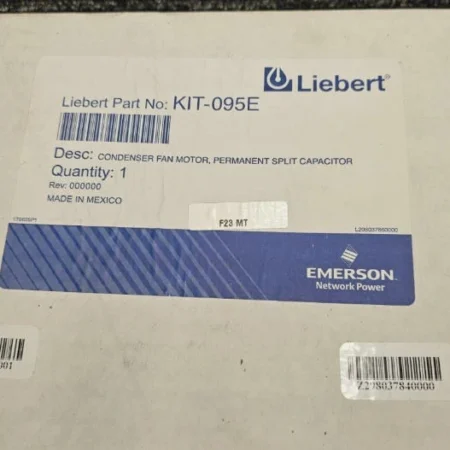 Liebert®
Liebert Part No: KIT-095E
Desc: CONDENSER FAN MOTOR, PERMANENT SPLIT CAPACITOR
Quantity: 1
Rev: 000000
MADE IN MEXICO
F23 MT
EMERSON
Network Power
Z298037840000